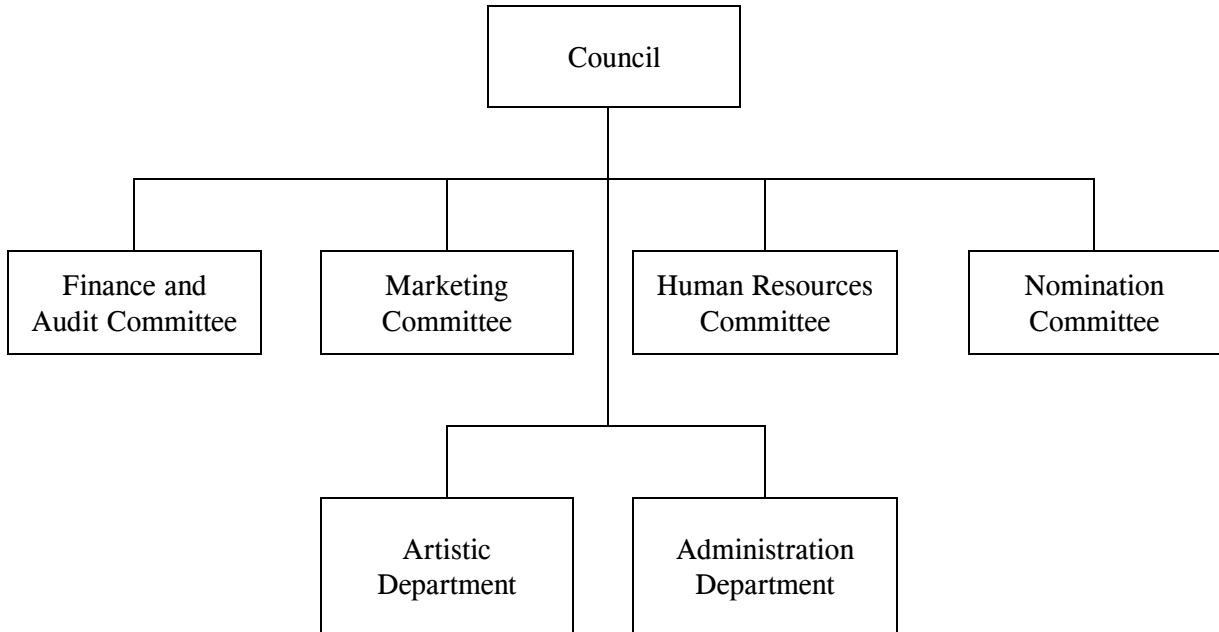 Council
Finance and
Audit Committee
Marketing
Committee
Human Resources
Committee
Nomination
Committee
Artistic
Department
Administration
Department